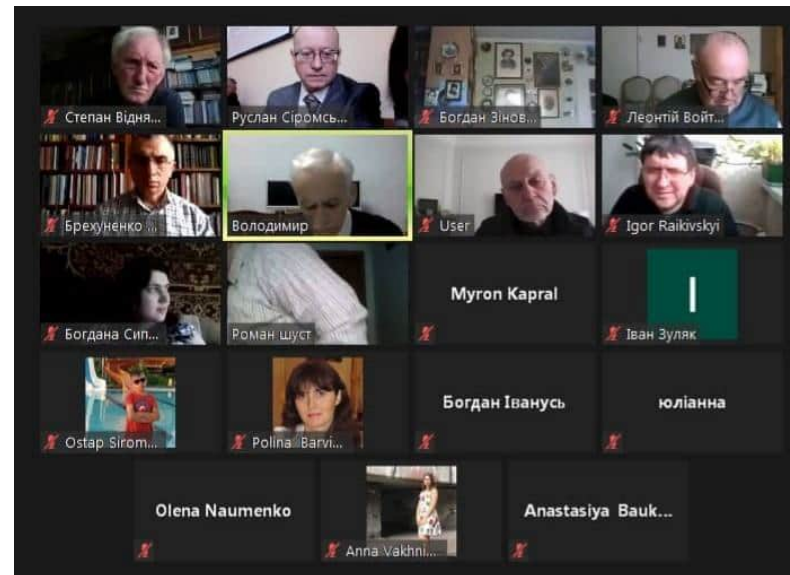 Степан Відня...
Руслан Сіромсь...
Богдан Зінов...
Леонтій Войт...
Брехуненко ...
Володимир
User
Igor Raikivskyi
Богдана Сип...
Роман шуст
Myron Kapral
І
Іван Зуляк
Ostap Sirom...
Polina Barvi...
Богдан Іванусь
юліанна
Olena Naumenko
Anna Vakhni...
Anastasiya Bauk...